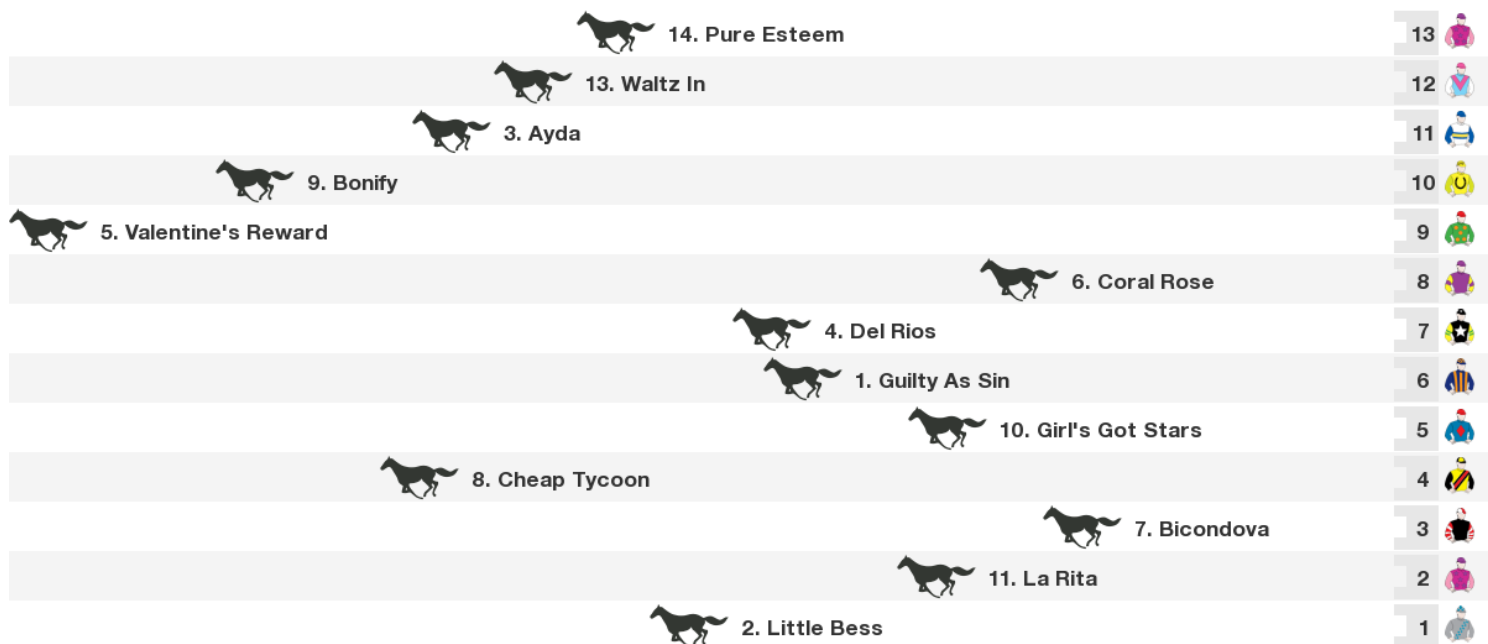 14. Pure Esteem 13
13. Waltz In 12
3. Ayda 11
9. Bonify 10
5. Valentine's Reward 9
6. Coral Rose 8
4. Del Rios 7
1. Guilty As Sin 6
10. Girl's Got Stars 5
8. Cheap Tycoon 4
7. Bicondova 3
11. La Rita 2
2. Little Bess 1